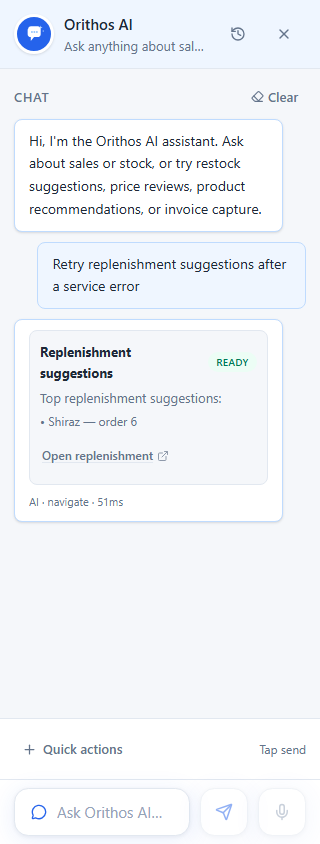 Orithos AI
Ask anything about sal...
CHAT
Clear
Hi, I'm the Orithos AI assistant. Ask
about sales or stock, or try restock
suggestions, price reviews, product
recommendations, or invoice capture.
Retry replenishment suggestions after
a service error
Replenishment
suggestions
READY
Top replenishment suggestions:
• Shiraz — order 6
Open replenishment
AI · navigate · 51ms
Quick actions
Tap send
Ask Orithos AI...